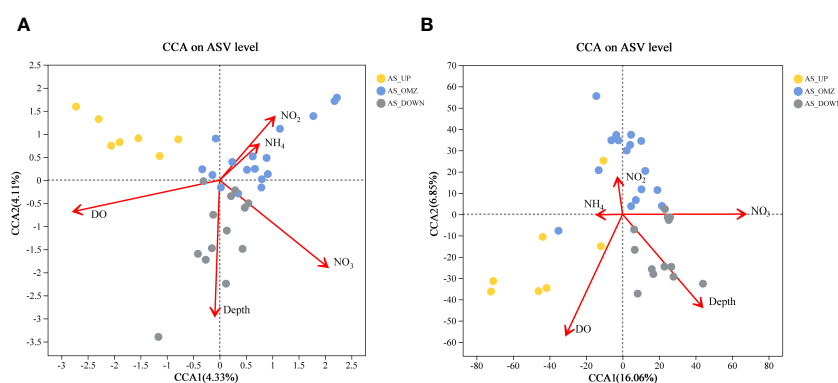 A
CCA on ASV level
AS_UP
AS_OMZ
AS_DOWN
NO2
NH4
DO
NO3
Depth
CCA2(4.11%)
2.5
2
1.5
1
0.5
0
-0.5
-1
-1.5
-2
-2.5
-3
-3.5
-3 -2.5 -2 -1.5 -1 -0.5 0 0.5 1 1.5 2 2.5
CCA1(4.33%)
B
CCA on ASV level
AS_UP
AS_OMZ
AS_DOWN
NO2
NH4
NO3
Depth
DO
CCA2(6.85%)
70
60
50
40
30
20
10
0
-10
-20
-30
-40
-50
-60
-80 -60 -40 -20 0 20 40 60 80
CCA1(16.06%)